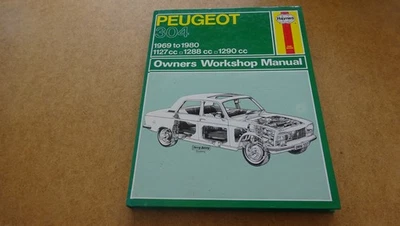 PEUGEOT
304
Haynes
1969 to 1980
1127 cc □ 1288 cc □ 1290 cc
Owners Workshop Manual